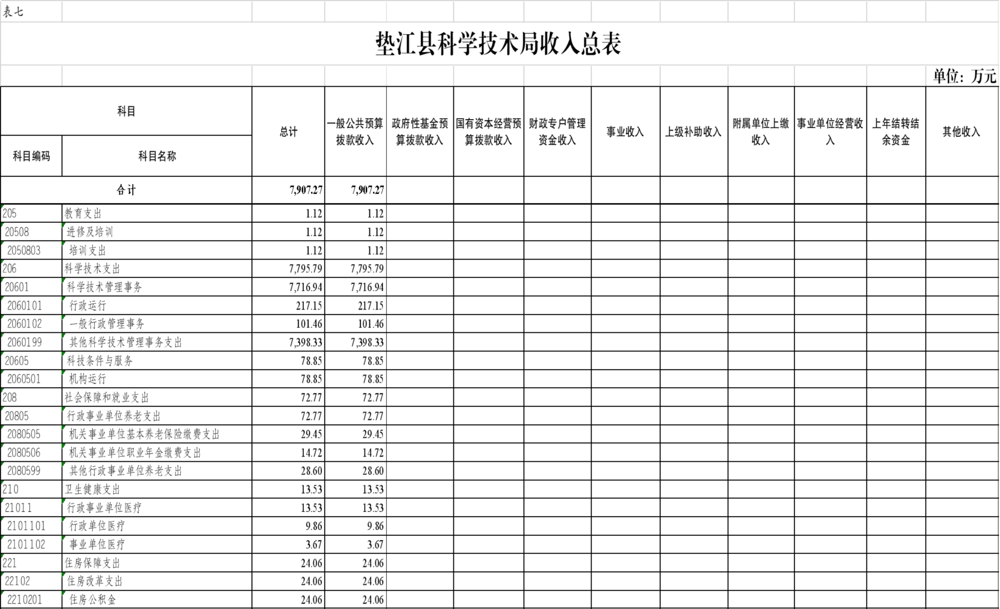 表七
垫江县科学技术局收入总表
单位：万元
科目 总计 一般公共预算拨款收入 政府性基金预算拨款收入 国有资本经营预算拨款收入 财政专户管理资金收入 事业收入 上级补助收入 附属单位上缴收入 事业单位经营收入 上年结转结余资金 其他收入
科目编码 科目名称
合计 7,907.27 7,907.27
205 教育支出 1.12 1.12
20508 进修及培训 1.12 1.12
2050803 培训支出 1.12 1.12
206 科学技术支出 7,795.79 7,795.79
20601 科学技术管理事务 7,716.94 7,716.94
2060101 行政运行 217.15 217.15
2060102 一般行政管理事务 101.46 101.46
2060199 其他科学技术管理事务支出 7,398.33 7,398.33
20605 科技条件与服务 78.85 78.85
2060501 机构运行 78.85 78.85
208 社会保障和就业支出 72.77 72.77
20805 行政事业单位养老支出 72.77 72.77
2080505 机关事业单位基本养老保险缴费支出 29.45 29.45
2080506 机关事业单位职业年金缴费支出 14.72 14.72
2080599 其他行政事业单位养老支出 28.60 28.60
210 卫生健康支出 13.53 13.53
21011 行政事业单位医疗 13.53 13.53
2101101 行政单位医疗 9.86 9.86
2101102 事业单位医疗 3.67 3.67
221 住房保障支出 24.06 24.06
22102 住房改革支出 24.06 24.06
2210201 住房公积金 24.06 24.06